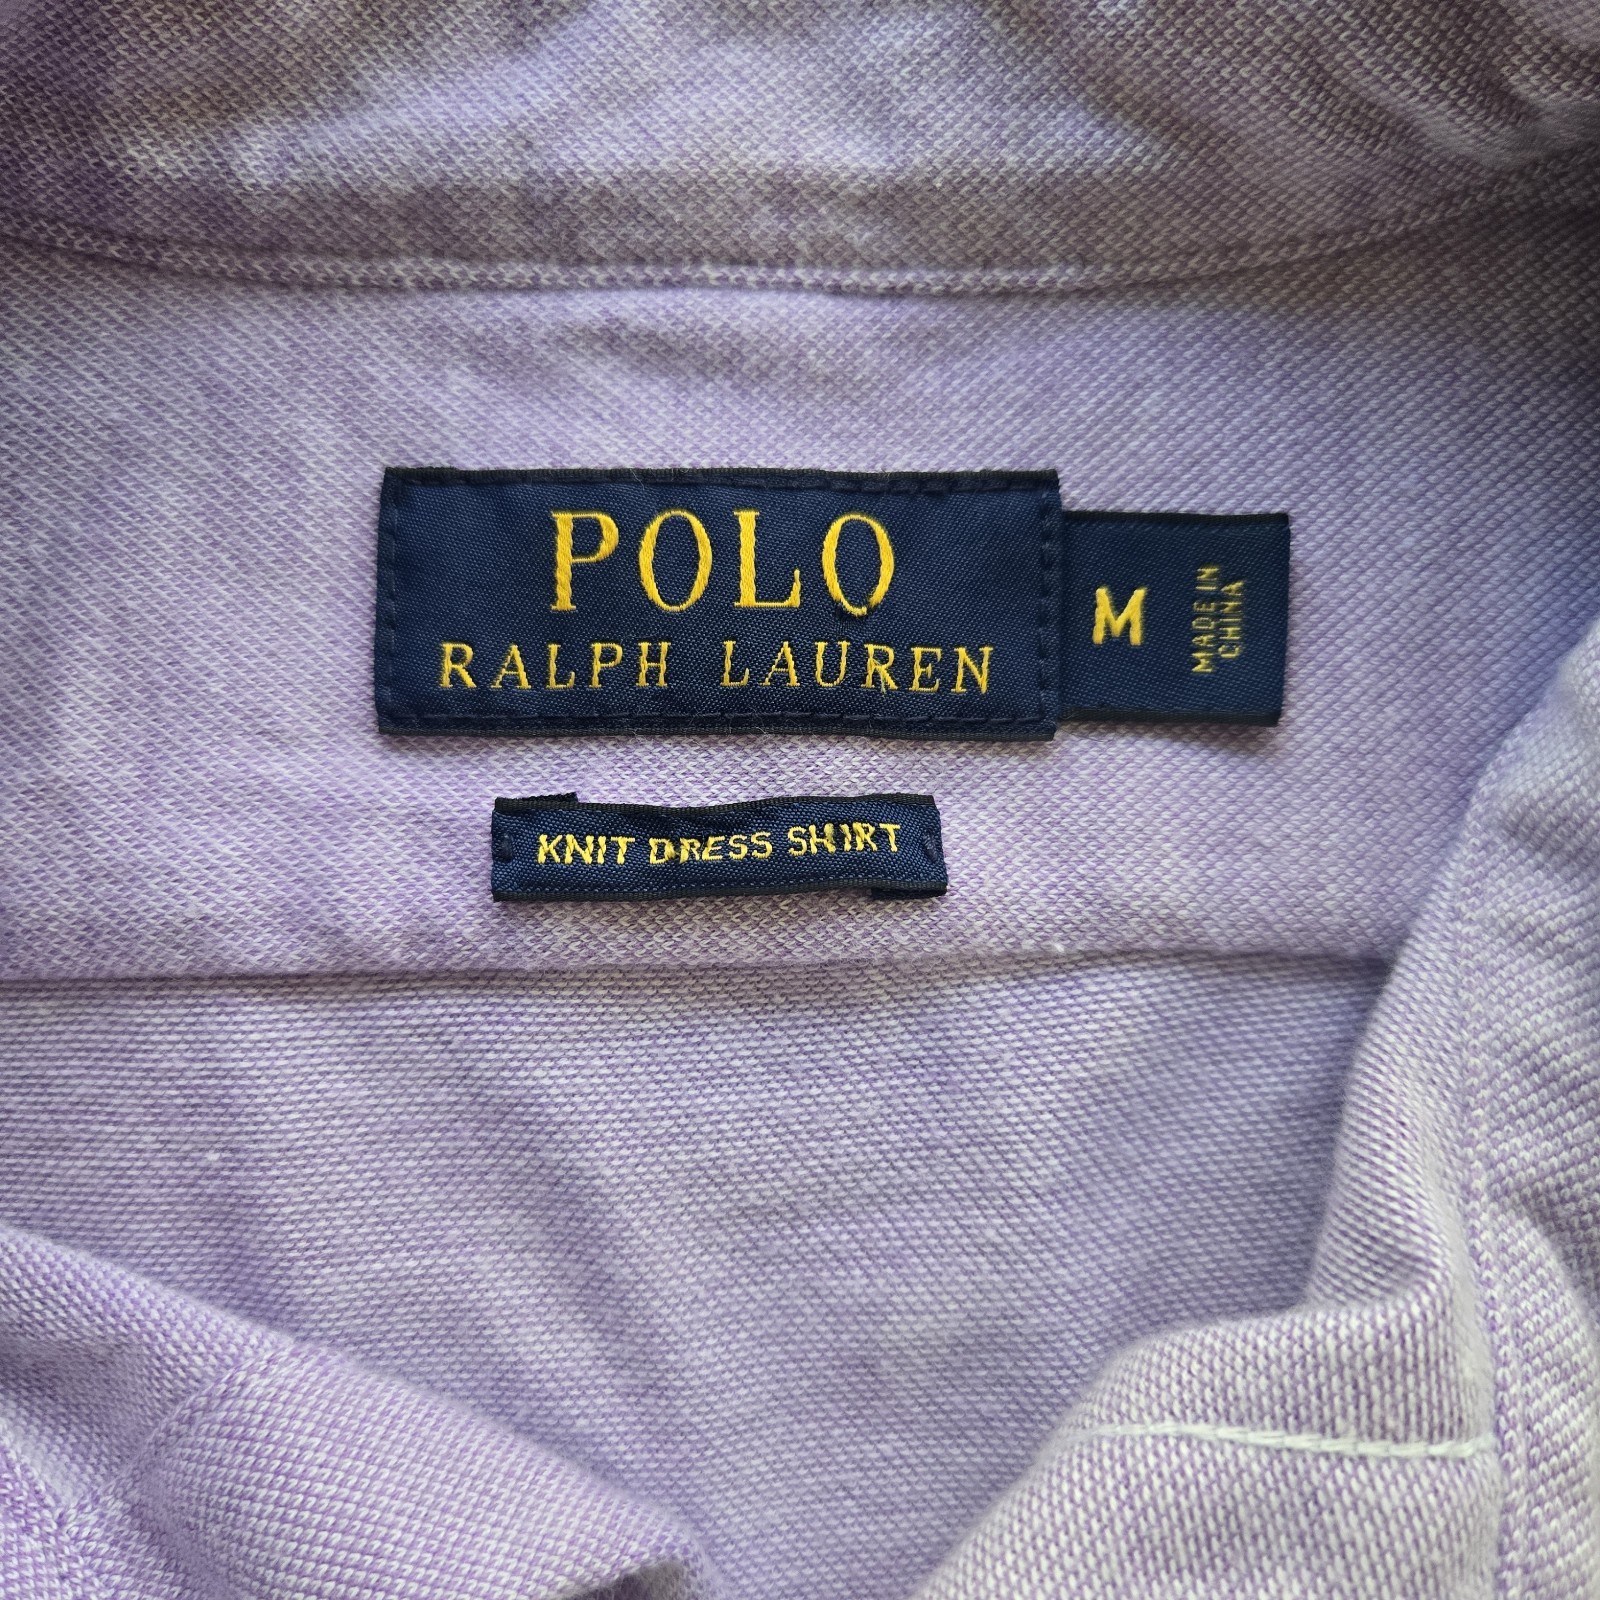 POLO
RALPH LAUREN
M
MADE IN
CHINA
KNIT DRESS SHIRT